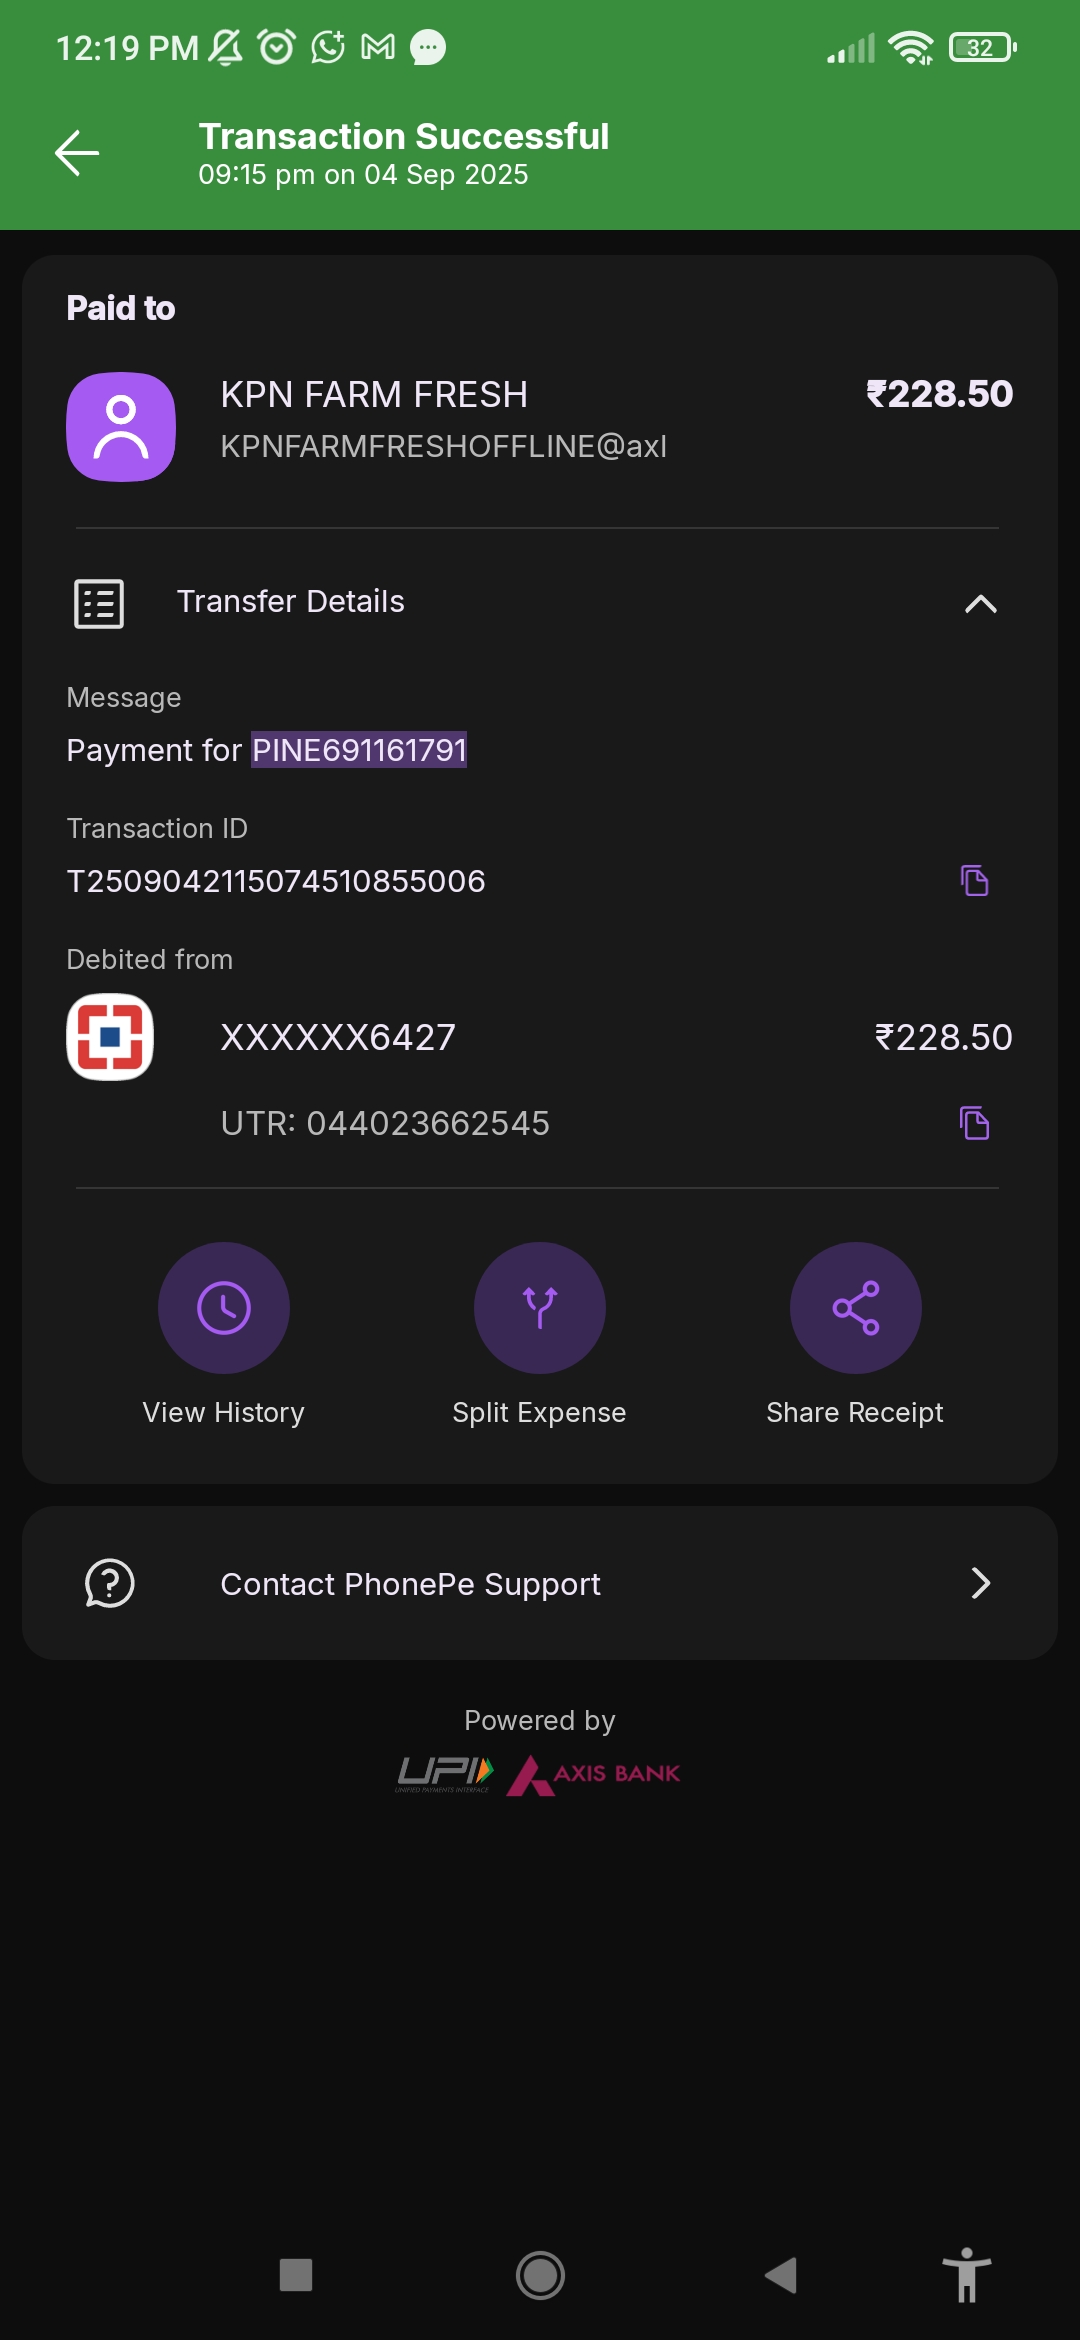 12:19 PM 32
Transaction Successful
09:15 pm on 04 Sep 2025
Paid to
KPN FARM FRESH ₹228.50
KPNFARMFRESHOFFLINE@axl
Transfer Details
Message
Payment for PINE691161791
Transaction ID
T2509042115074510855006
Debited from
XXXXXX6427 ₹228.50
UTR: 044023662545
View History Split Expense Share Receipt
Contact PhonePe Support
Powered by
UPI AXIS BANK
UNIFIED PAYMENTS INTERFACE